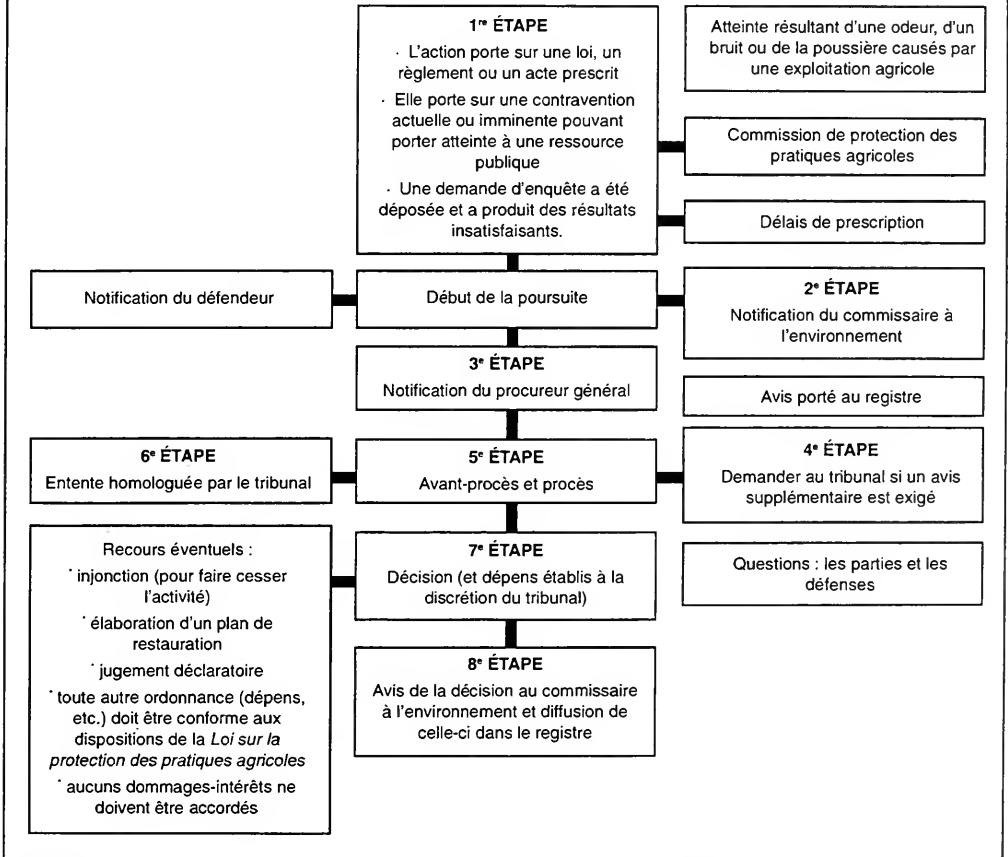 1re ÉTAPE
· L'action porte sur une loi, un
règlement ou un acte prescrit
· Elle porte sur une contravention
actuelle ou imminente pouvant
porter atteinte à une ressource
publique
· Une demande d'enquête a été
déposée et a produit des résultats
insatisfaisants.
Atteinte résultant d'une odeur, d'un
bruit ou de la poussière causés par
une exploitation agricole
Commission de protection des
pratiques agricoles
Délais de prescription
Notification du défendeur
Début de la poursuite
2e ÉTAPE
Notification du commissaire à
l'environnement
3e ÉTAPE
Notification du procureur général
Avis porté au registre
6e ÉTAPE
Entente homologuée par le tribunal
5e ÉTAPE
Avant-procès et procès
4e ÉTAPE
Demander au tribunal si un avis
supplémentaire est exigé
Recours éventuels :
· injonction (pour faire cesser
l'activité)
· élaboration d'un plan de
restauration
· jugement déclaratoire
· toute autre ordonnance (dépens,
etc.) doit être conforme aux
dispositions de la Loi sur la
protection des pratiques agricoles
· aucuns dommages-intérêts ne
doivent être accordés
7e ÉTAPE
Décision (et dépens établis à la
discrétion du tribunal)
Questions : les parties et les
défenses
8e ÉTAPE
Avis de la décision au commissaire
à l'environnement et diffusion de
celle-ci dans le registre